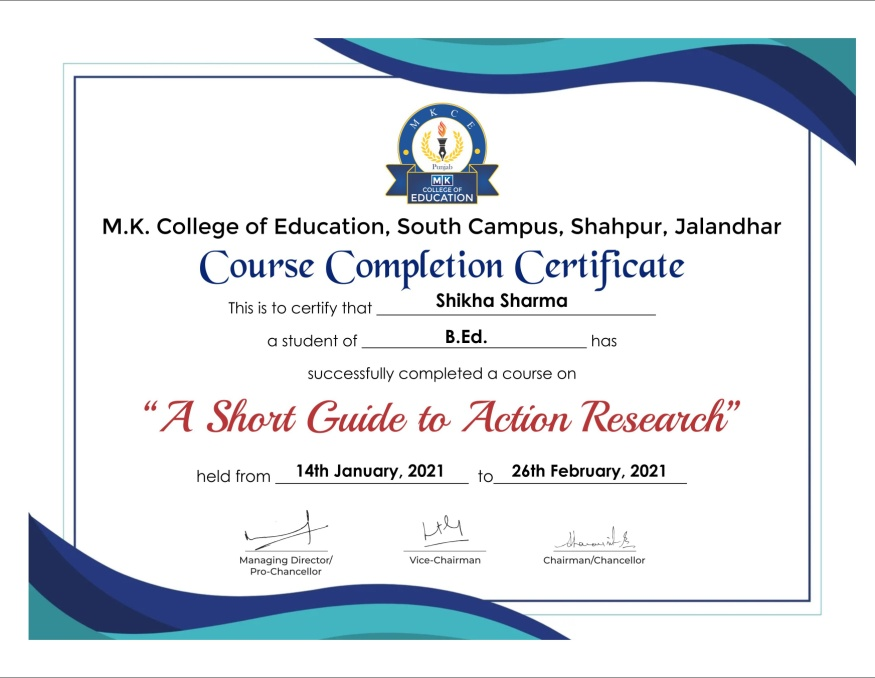 M K C E
Punjab
MK
COLLEGE OF
EDUCATION
M.K. College of Education, South Campus, Shahpur, Jalandhar
Course Completion Certificate
This is to certify that Shikha Sharma
a student of B.Ed. has
successfully completed a course on
“A Short Guide to Action Research”
held from 14th January, 2021 to 26th February, 2021
Managing Director/ Vice-Chairman Chairman/Chancellor
Pro-Chancellor